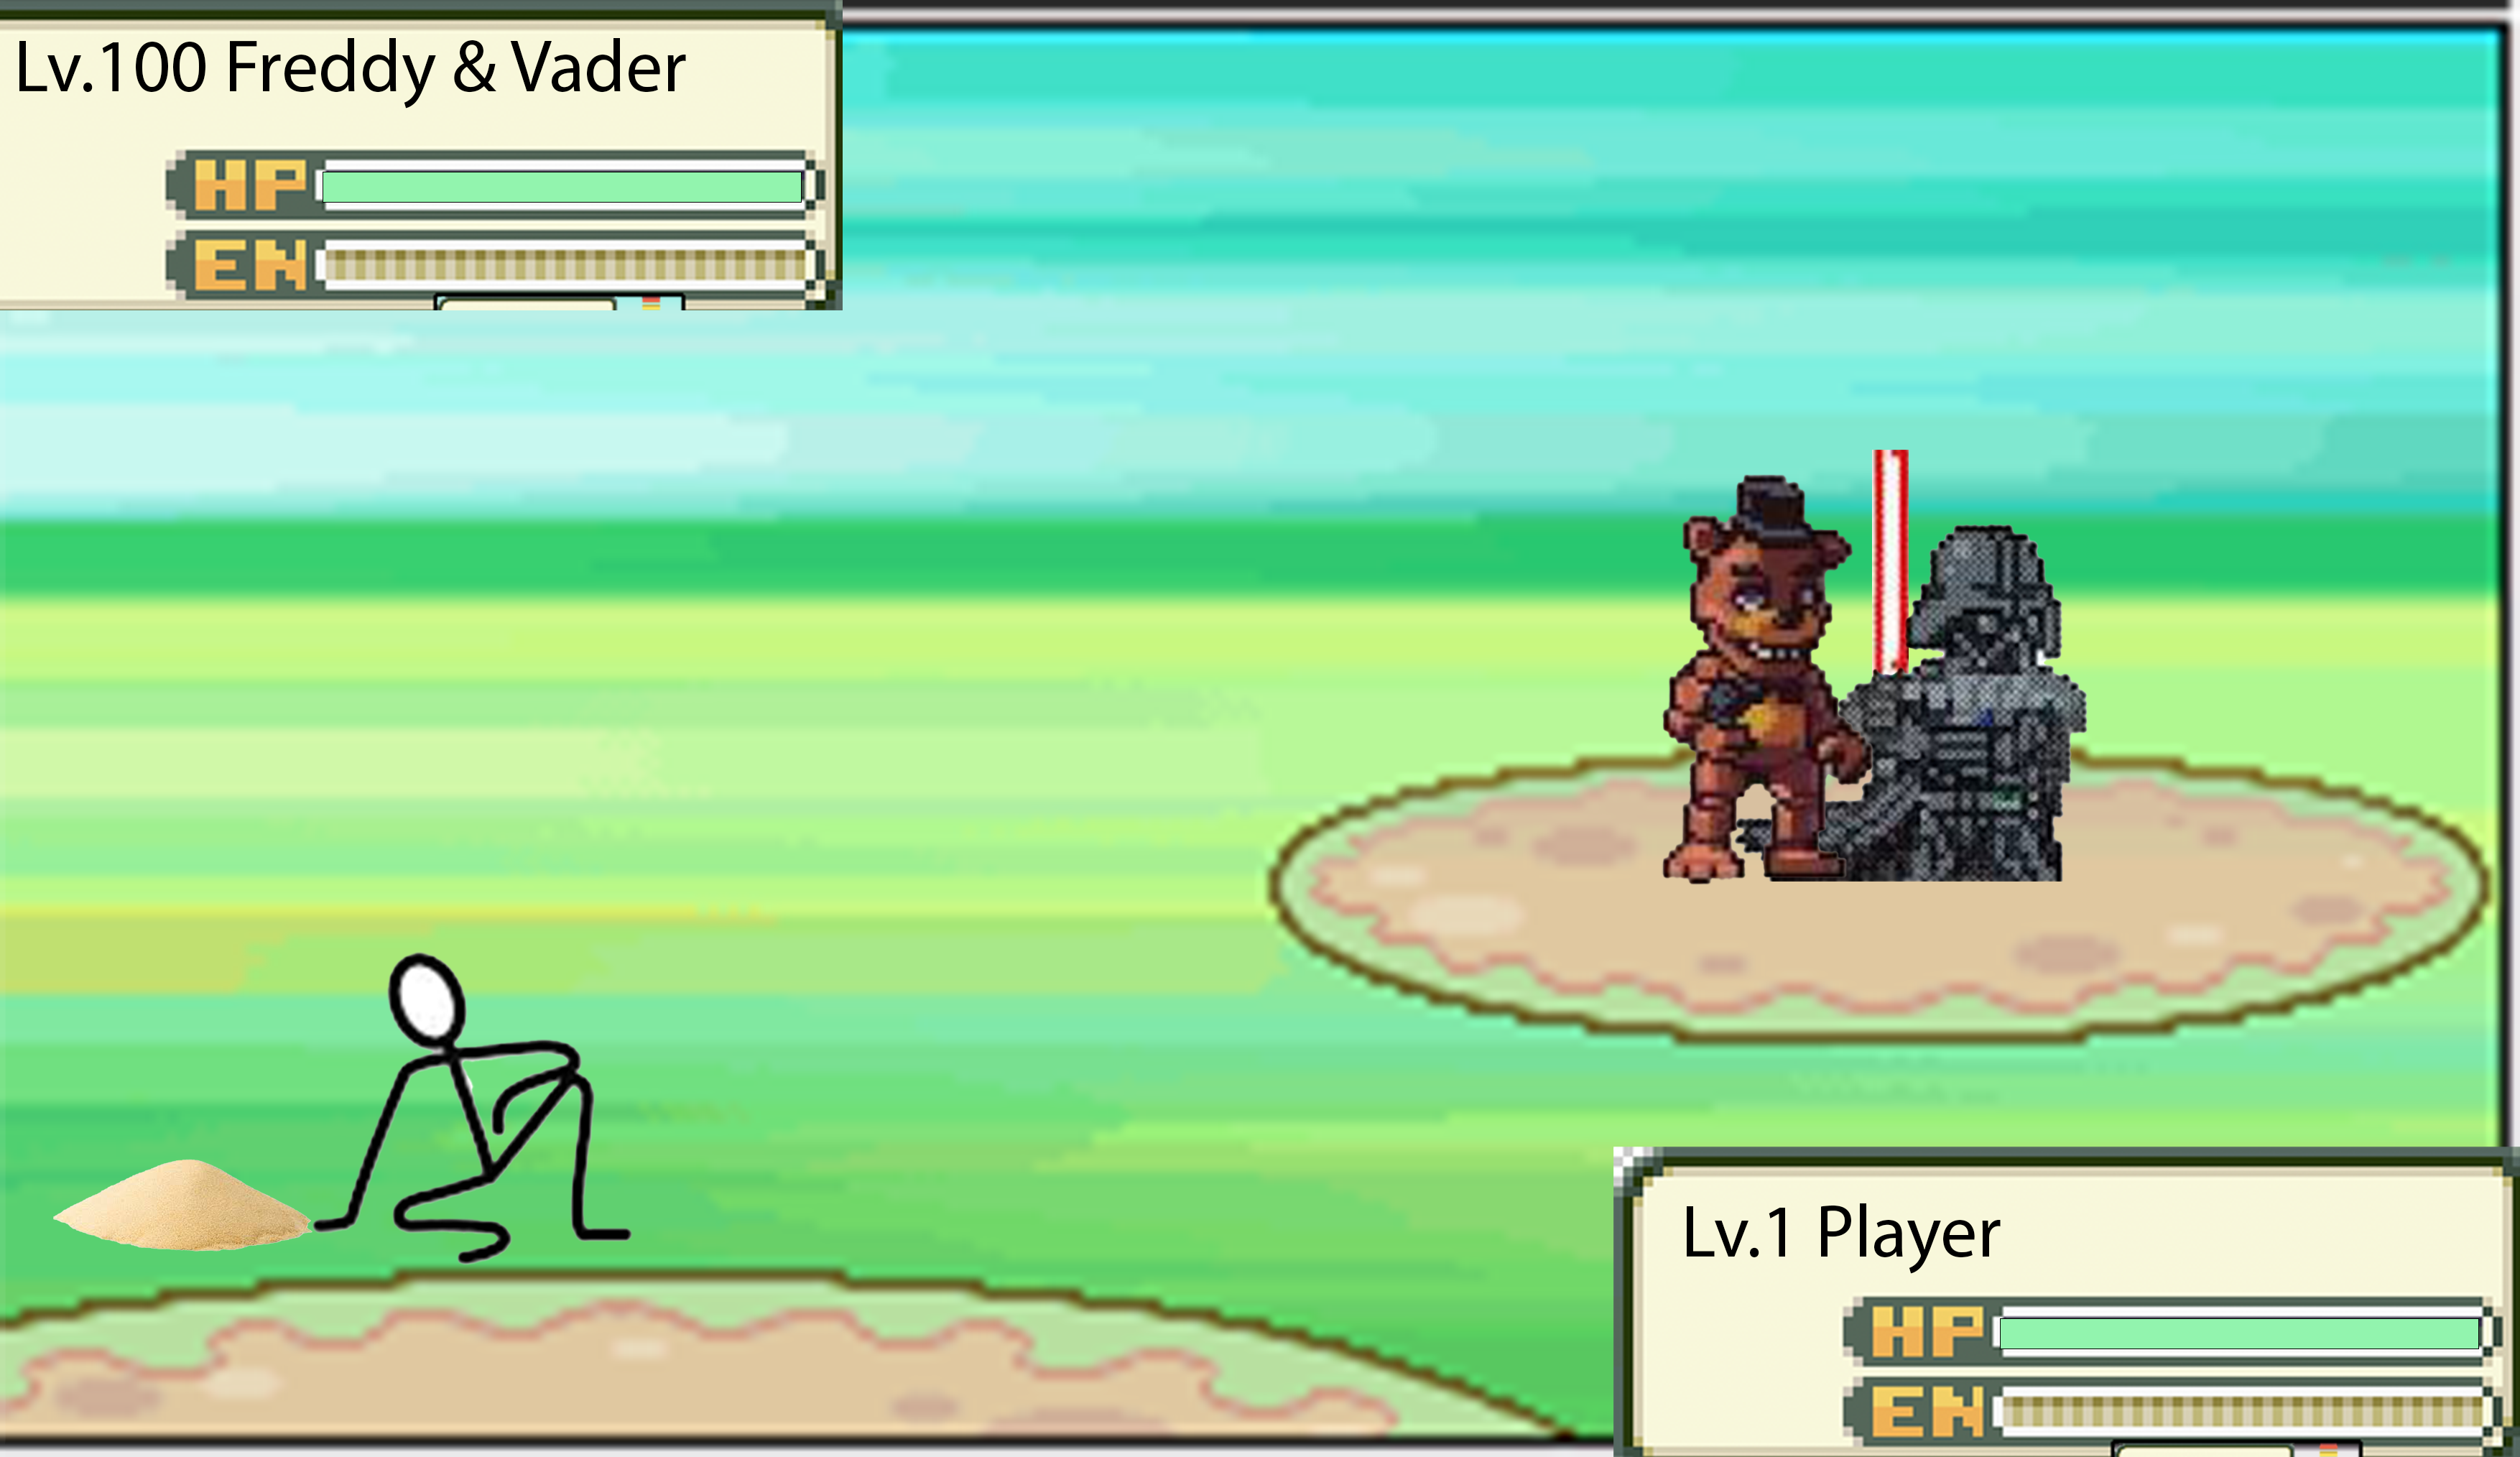 Lv.100 Freddy & Vader
HP
EN
Lv.1 Player
HP
EN